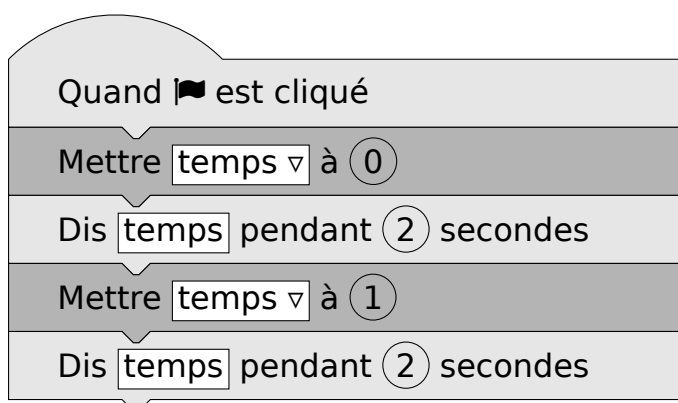 Quand est cliqué
Mettre temps ▿ à 0
Dis temps pendant 2 secondes
Mettre temps ▿ à 1
Dis temps pendant 2 secondes